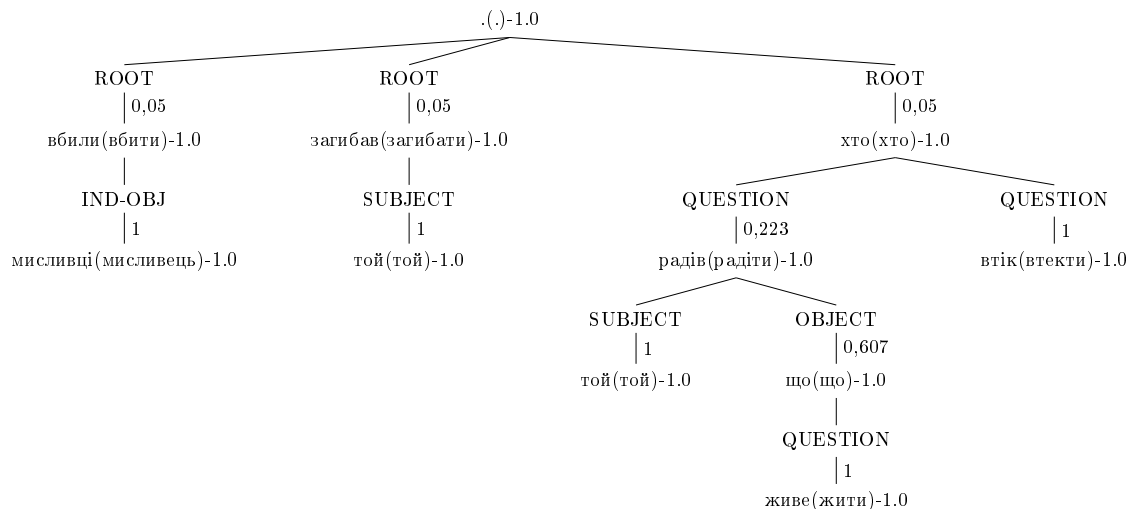 .(.)-1.0
ROOT ROOT ROOT
0,05 0,05 0,05
вбили(вбити)-1.0 загибав(загибати)-1.0 хто(хто)-1.0
IND-OBJ SUBJECT QUESTION QUESTION
1 1 0,223 1
мисливці(мисливець)-1.0 той(той)-1.0 радів(радіти)-1.0 втік(втекти)-1.0
SUBJECT OBJECT
1 0,607
той(той)-1.0 що(що)-1.0
QUESTION
1
живе(жити)-1.0